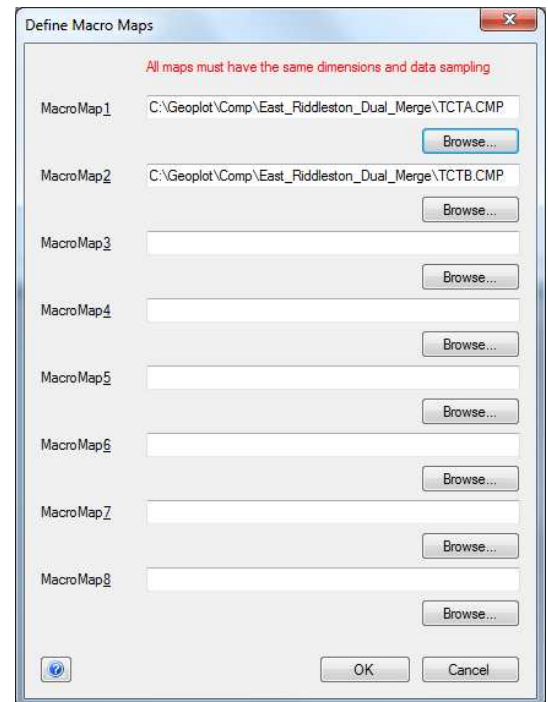 Define Macro Maps
All maps must have the same dimensions and data sampling
MacroMap1 C:\Geoplot\Comp\East_Riddleston_Dual_Merge\TCTA.CMP
Browse...
MacroMap2 C:\Geoplot\Comp\East_Riddleston_Dual_Merge\TCTB.CMP
Browse...
MacroMap3
Browse...
MacroMap4
Browse...
MacroMap5
Browse...
MacroMap6
Browse...
MacroMap7
Browse...
MacroMap8
Browse...
OK Cancel